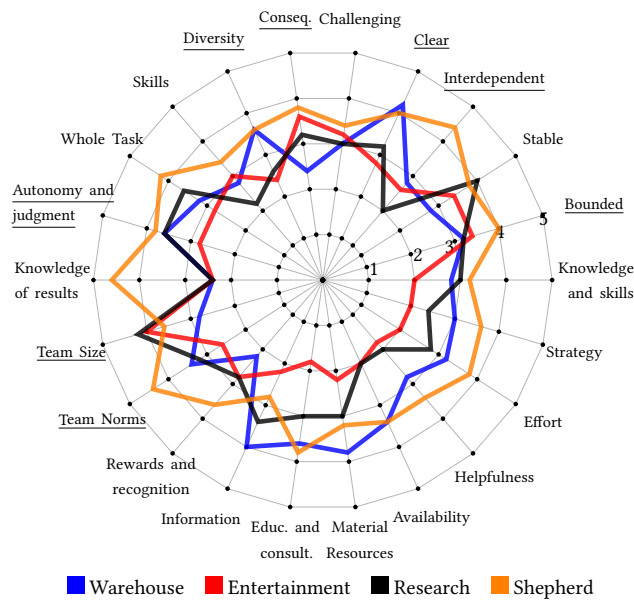 Conseq. Challenging
Diversity
Clear
Skills
Interdependent
Whole Task
Stable
Autonomy and
judgment
Bounded
5
4
3
2
1
Knowledge
of results
Knowledge
and skills
Team Size
Strategy
Team Norms
Effort
Rewards and
recognition
Helpfulness
Information
Availability
Educ. and
consult.
Material
Resources
Warehouse Entertainment Research Shepherd